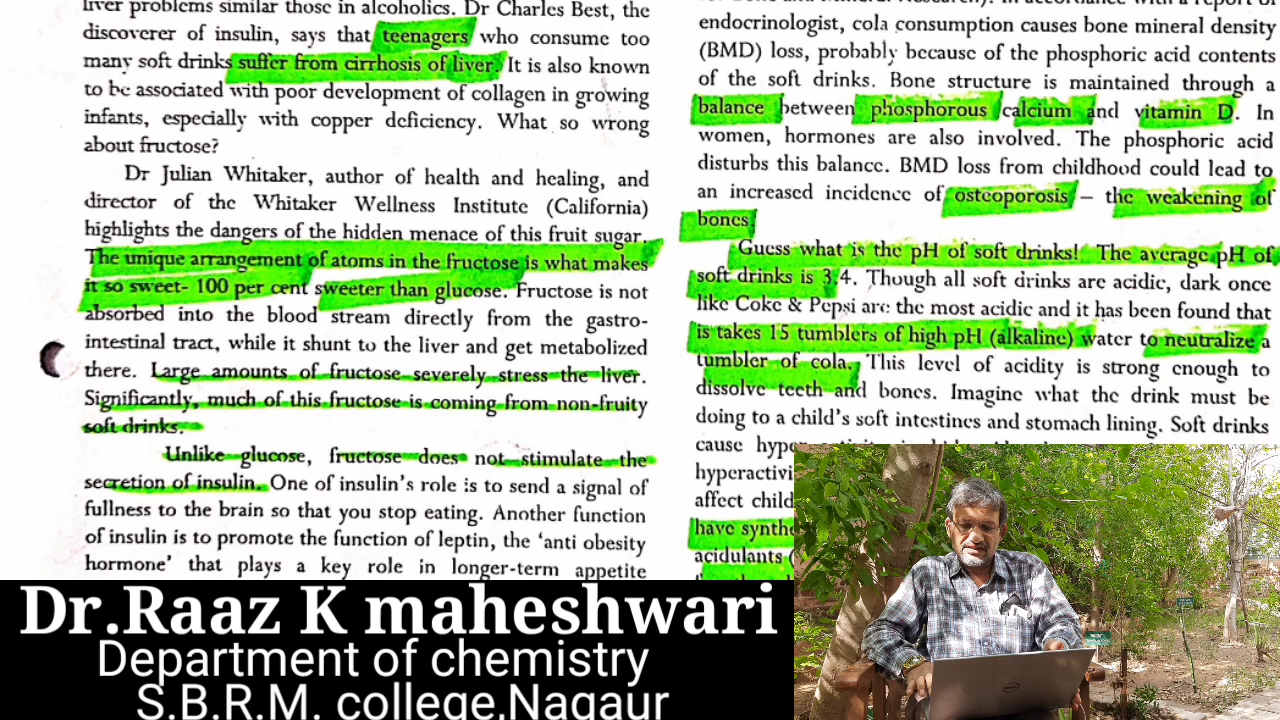 liver problems similar those in alcoholics. Dr Charles Best, the
discoverer of insulin, says that teenagers who consume too
many soft drinks suffer from cirrhosis of liver. It is also known
to be associated with poor development of collagen in growing
infants, especially with copper deficiency. What so wrong
about fructose?
Dr Julian Whitaker, author of health and healing, and
director of the Whitaker Wellness Institute (California)
highlights the dangers of the hidden menace of this fruit sugar.
The unique arrangement of atoms in the fructose is what makes
it so sweet- 100 per cent sweeter than glucose. Fructose is not
absorbed into the blood stream directly from the gastro-
intestinal tract, while it shunt to the liver and get metabolized
there. Large amounts of fructose severely stress the liver.
Significantly, much of this fructose is coming from non-fruity
soft drinks.
Unlike glucose, fructose does not stimulate the
secretion of insulin. One of insulin's role is to send a signal of
fullness to the brain so that you stop eating. Another function
of insulin is to promote the function of leptin, the 'anti obesity
hormone' that plays a key role in longer-term appetite
endocrinologist, cola consumption causes bone mineral density
(BMD) loss, probably because of the phosphoric acid contents
of the soft drinks. Bone structure is maintained through a
balance between phosphorous calcium and vitamin D. In
women, hormones are also involved. The phosphoric acid
disturbs this balance. BMD loss from childhood could lead to
an increased incidence of osteoporosis – the weakening of
bones
Guess what is the pH of soft drinks! The average pH of
soft drinks is 3.4. Though all soft drinks are acidic, dark once
like Coke & Pepsi are the most acidic and it has been found that
is takes 15 tumblers of high pH (alkaline) water to neutralize a
tumbler of cola. This level of acidity is strong enough to
dissolve teeth and bones. Imagine what the drink must be
doing to a child's soft intestines and stomach lining. Soft drinks
cause
hyperactivi
affect child
have synthe
acidulants (
Dr.Raaz K maheshwari
Department of chemistry
S.B.R.M. college,Nagaur
DELL